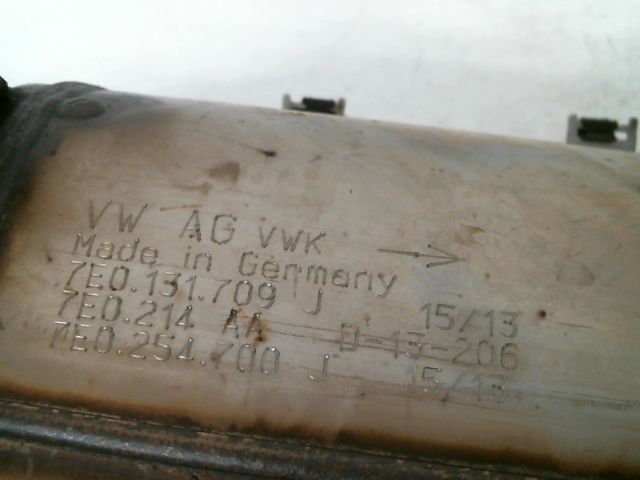 VW AG VWK →
Made in Germany
7E0.131.709 J 15/13
7E0.214 AA D-13-206
7E0.254.700 J 15/13